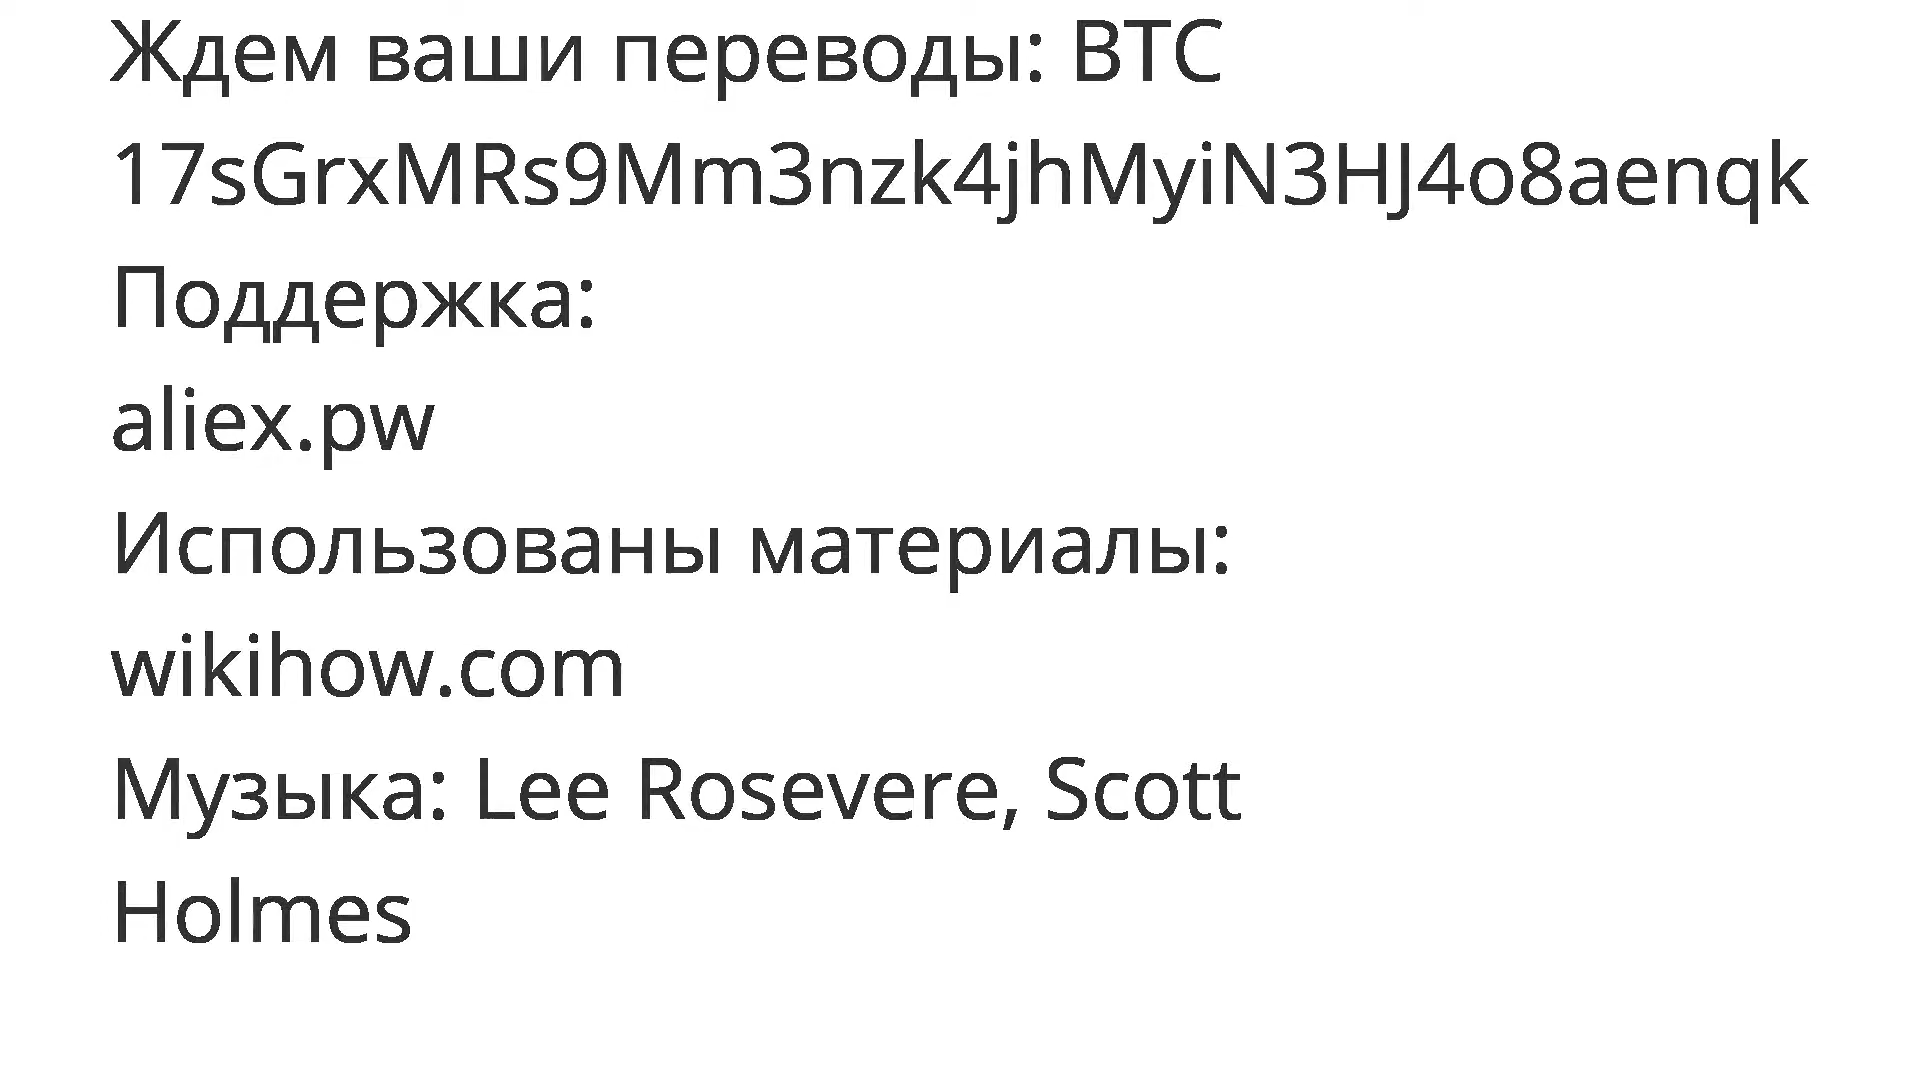 Ждем ваши переводы: BTC
17sGrxMRs9Mm3nzk4jhMyiN3HJ4o8aenqk
Поддержка:
aliex.pw
Использованы материалы:
wikihow.com
Музыка: Lee Rosevere, Scott
Holmes